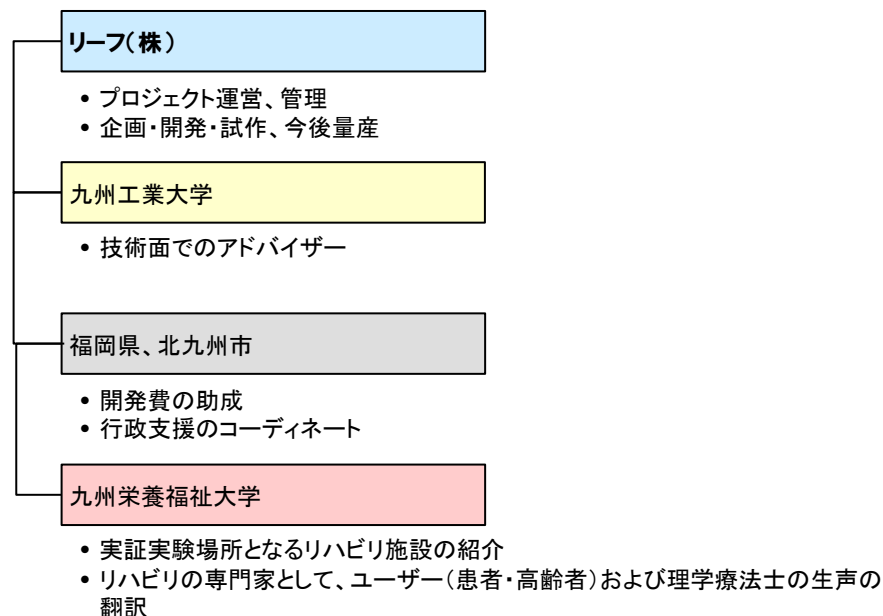 リーフ(株)
• プロジェクト運営、管理
• 企画・開発・試作、今後量産
九州工業大学
• 技術面でのアドバイザー
福岡県、北九州市
• 開発費の助成
• 行政支援のコーディネート
九州栄養福祉大学
• 実証実験場所となるリハビリ施設の紹介
• リハビリの専門家として、ユーザー(患者・高齢者)および理学療法士の生声の
翻訳